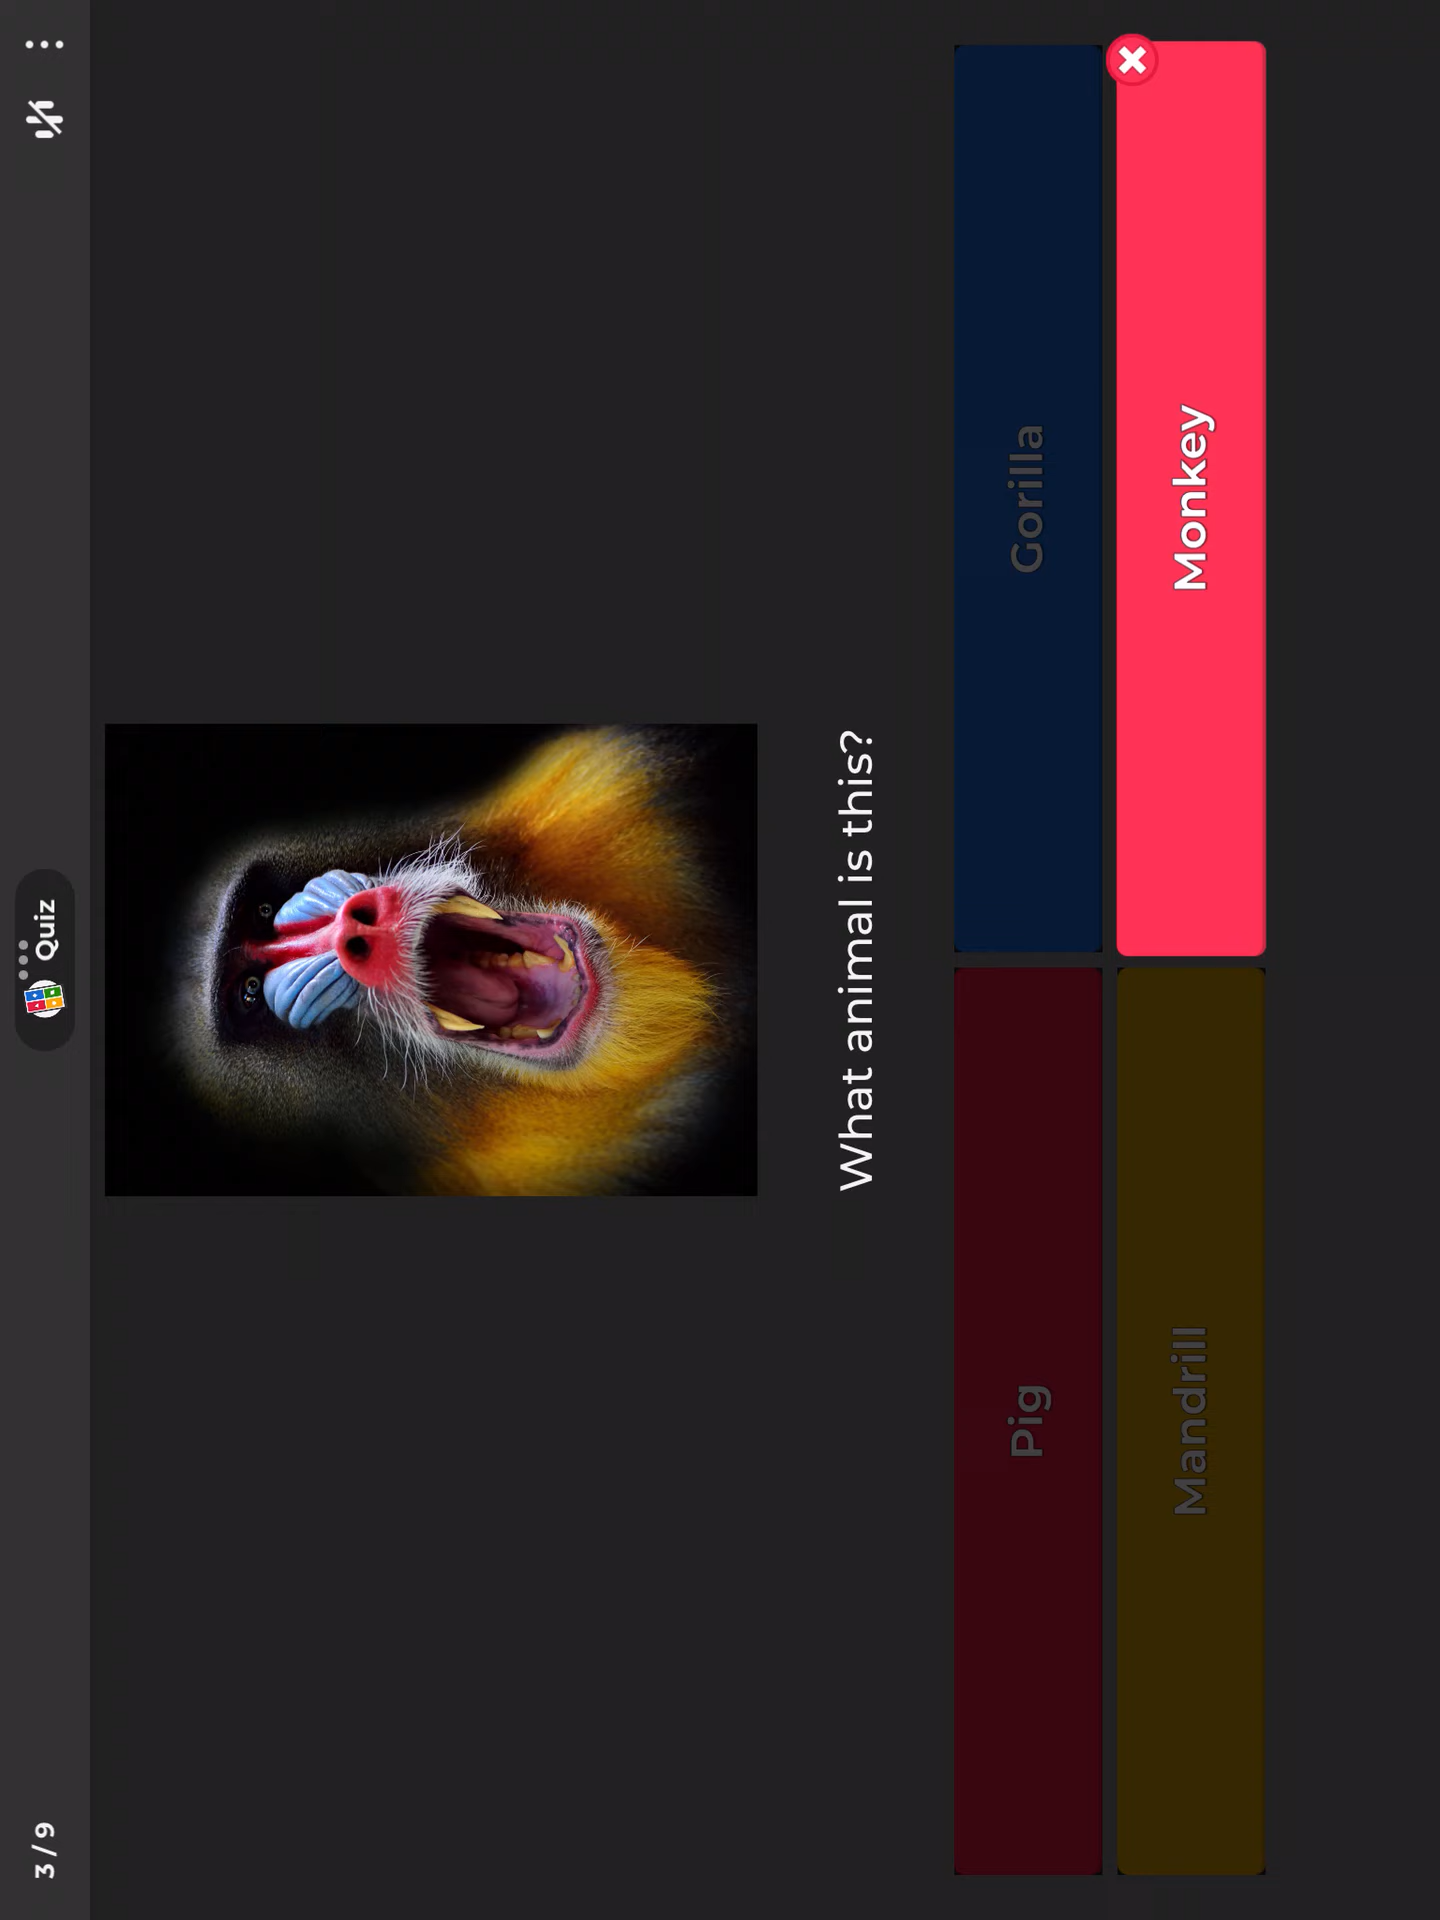 3 / 9
Quiz
What animal is this?
Pig
Gorilla
Mandrill
Monkey